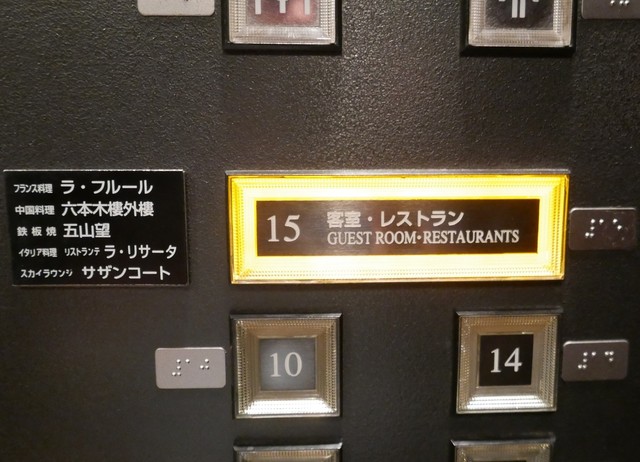 フランス料理 ラ・フルール
中国料理 六本木樓外樓
鉄板焼 五山望
イタリア料理 リストランテ ラ・リサータ
スカイラウンジ サザンコート
15 客室・レストラン
GUEST ROOM・RESTAURANTS
10
14